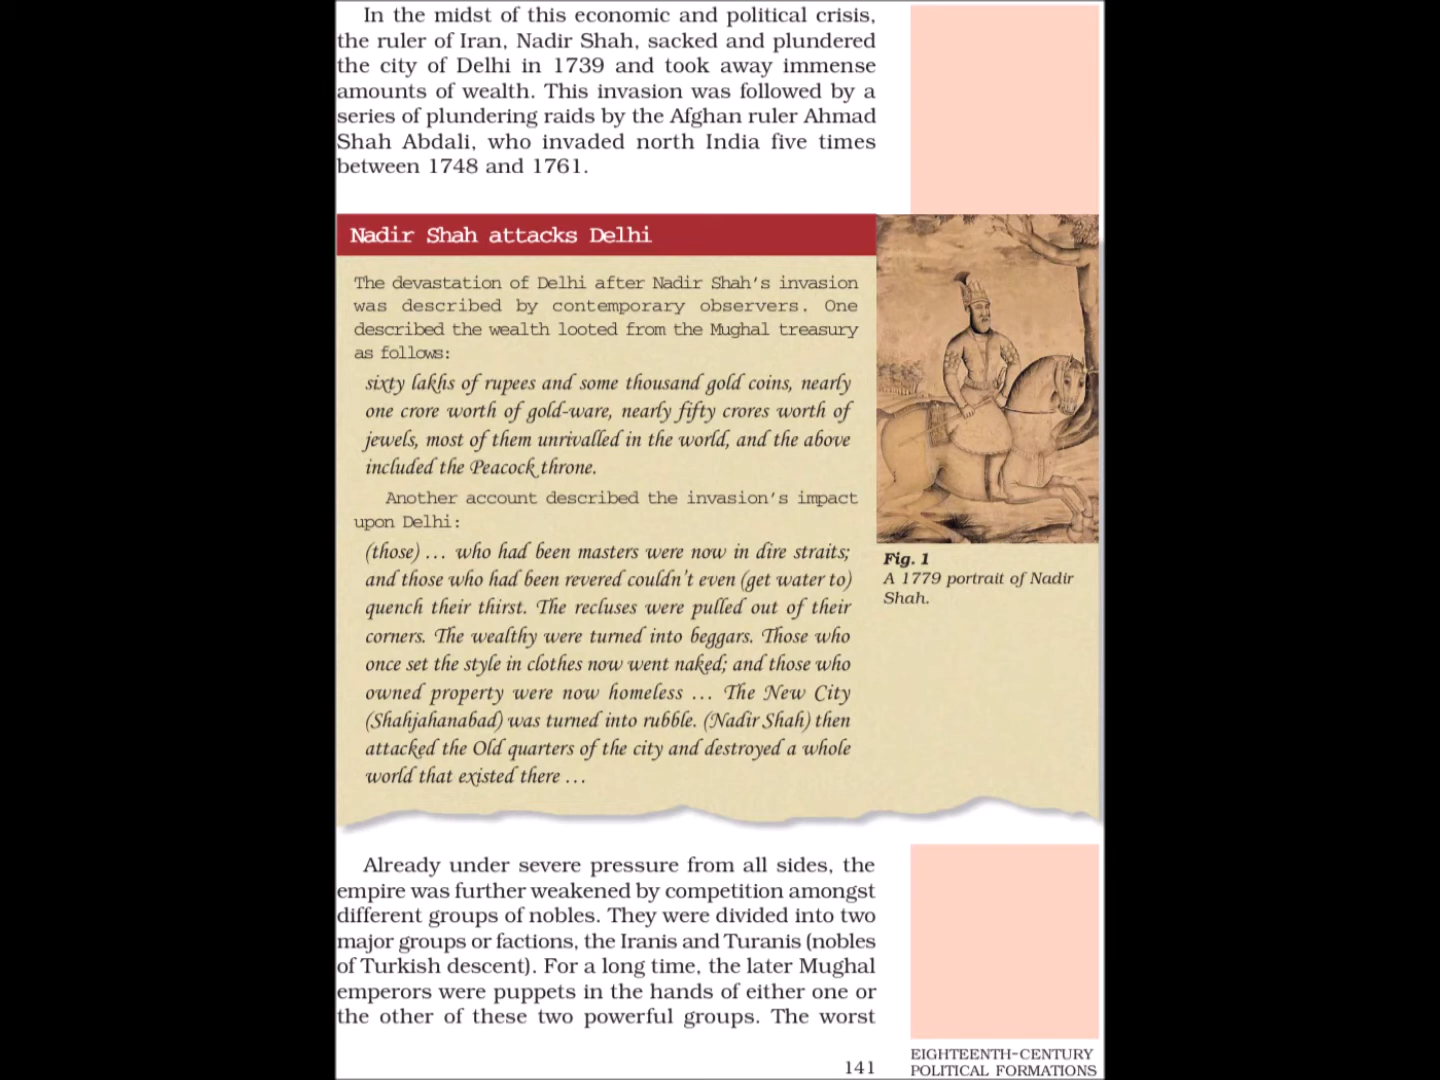 In the midst of this economic and political crisis,
the ruler of Iran, Nadir Shah, sacked and plundered
the city of Delhi in 1739 and took away immense
amounts of wealth. This invasion was followed by a
series of plundering raids by the Afghan ruler Ahmad
Shah Abdali, who invaded north India five times
between 1748 and 1761.
Nadir Shah attacks Delhi
The devastation of Delhi after Nadir Shah's invasion
was described by contemporary observers. One
described the wealth looted from the Mughal treasury
as follows:
sixty lakhs of rupees and some thousand gold coins, nearly
one crore worth of gold-ware, nearly fifty crores worth of
jewels, most of them unrivalled in the world, and the above
included the Peacock throne.
Another account described the invasion's impact
upon Delhi:
(those) ... who had been masters were now in dire straits;
and those who had been revered couldn't even (get water to)
quench their thirst. The recluses were pulled out of their
corners. The wealthy were turned into beggars. Those who
once set the style in clothes now went naked; and those who
owned property were now homeless ... The New City
(Shahjahanabad) was turned into rubble. (Nadir Shah) then
attacked the Old quarters of the city and destroyed a whole
world that existed there ...
Fig. 1
A 1779 portrait of Nadir
Shah.
Already under severe pressure from all sides, the
empire was further weakened by competition amongst
different groups of nobles. They were divided into two
major groups or factions, the Iranis and Turanis (nobles
of Turkish descent). For a long time, the later Mughal
emperors were puppets in the hands of either one or
the other of these two powerful groups. The worst
141
EIGHTEENTH-CENTURY
POLITICAL FORMATIONS